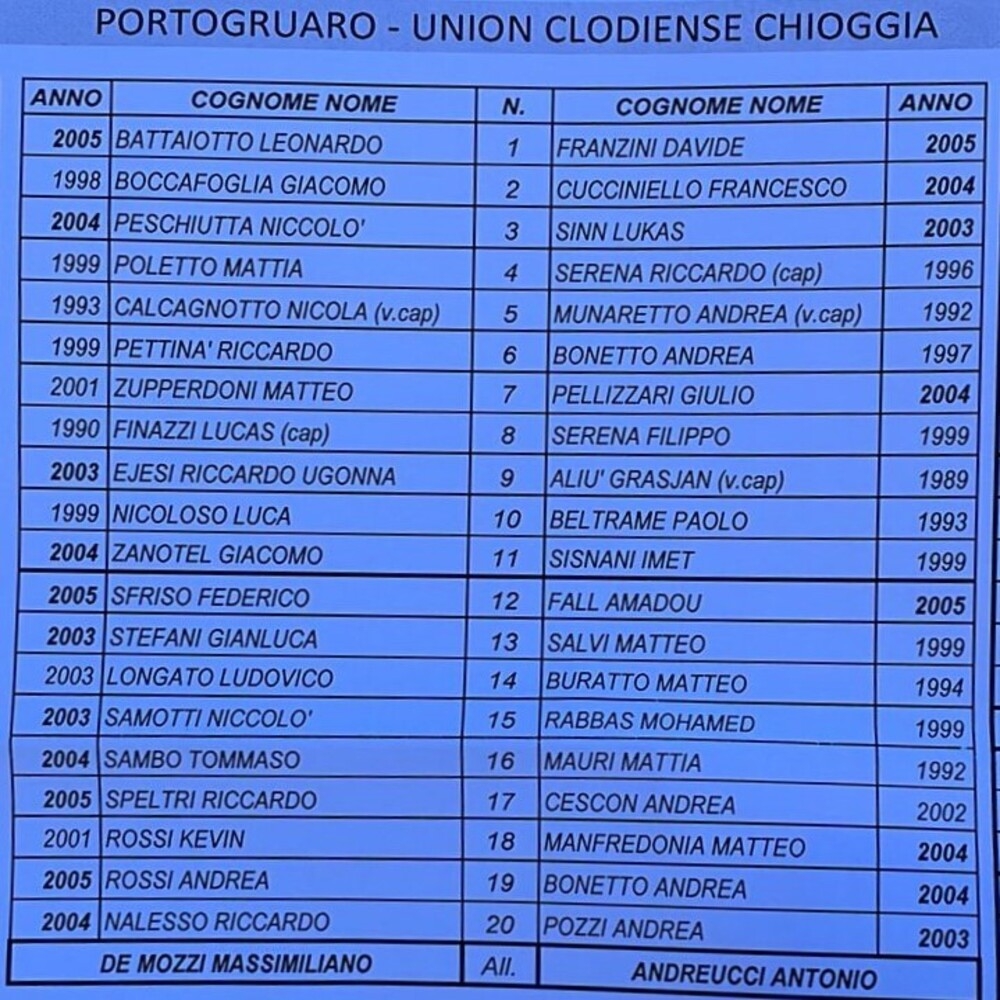 PORTOGRUARO - UNION CLODIENSE CHIOGGIA
ANNO COGNOME NOME N. COGNOME NOME ANNO
2005 BATTAIOTTO LEONARDO 1 FRANZINI DAVIDE 2005
1998 BOCCAFOGLIA GIACOMO 2 CUCCINIELLO FRANCESCO 2004
2004 PESCHIUTTA NICCOLO' 3 SINN LUKAS 2003
1999 POLETTO MATTIA 4 SERENA RICCARDO (cap) 1996
1993 CALCAGNOTTO NICOLA (v.cap) 5 MUNARETTO ANDREA (v.cap) 1992
1999 PETTINA' RICCARDO 6 BONETTO ANDREA 1997
2001 ZUPPERDONI MATTEO 7 PELLIZZARI GIULIO 2004
1990 FINAZZI LUCAS (cap) 8 SERENA FILIPPO 1999
2003 EJESI RICCARDO UGONNA 9 ALIU' GRASJAN (v.cap) 1989
1999 NICOLOSO LUCA 10 BELTRAME PAOLO 1993
2004 ZANOTEL GIACOMO 11 SISNANI IMET 1999
2005 SFRISO FEDERICO 12 FALL AMADOU 2005
2003 STEFANI GIANLUCA 13 SALVI MATTEO 1999
2003 LONGATO LUDOVICO 14 BURATTO MATTEO 1994
2003 SAMOTTI NICCOLO' 15 RABBAS MOHAMED 1999
2004 SAMBO TOMMASO 16 MAURI MATTIA 1992
2005 SPELTRI RICCARDO 17 CESCON ANDREA 2002
2001 ROSSI KEVIN 18 MANFREDONIA MATTEO 2004
2005 ROSSI ANDREA 19 BONETTO ANDREA 2004
2004 NALESSO RICCARDO 20 POZZI ANDREA 2003
DE MOZZI MASSIMILIANO All. ANDREUCCI ANTONIO